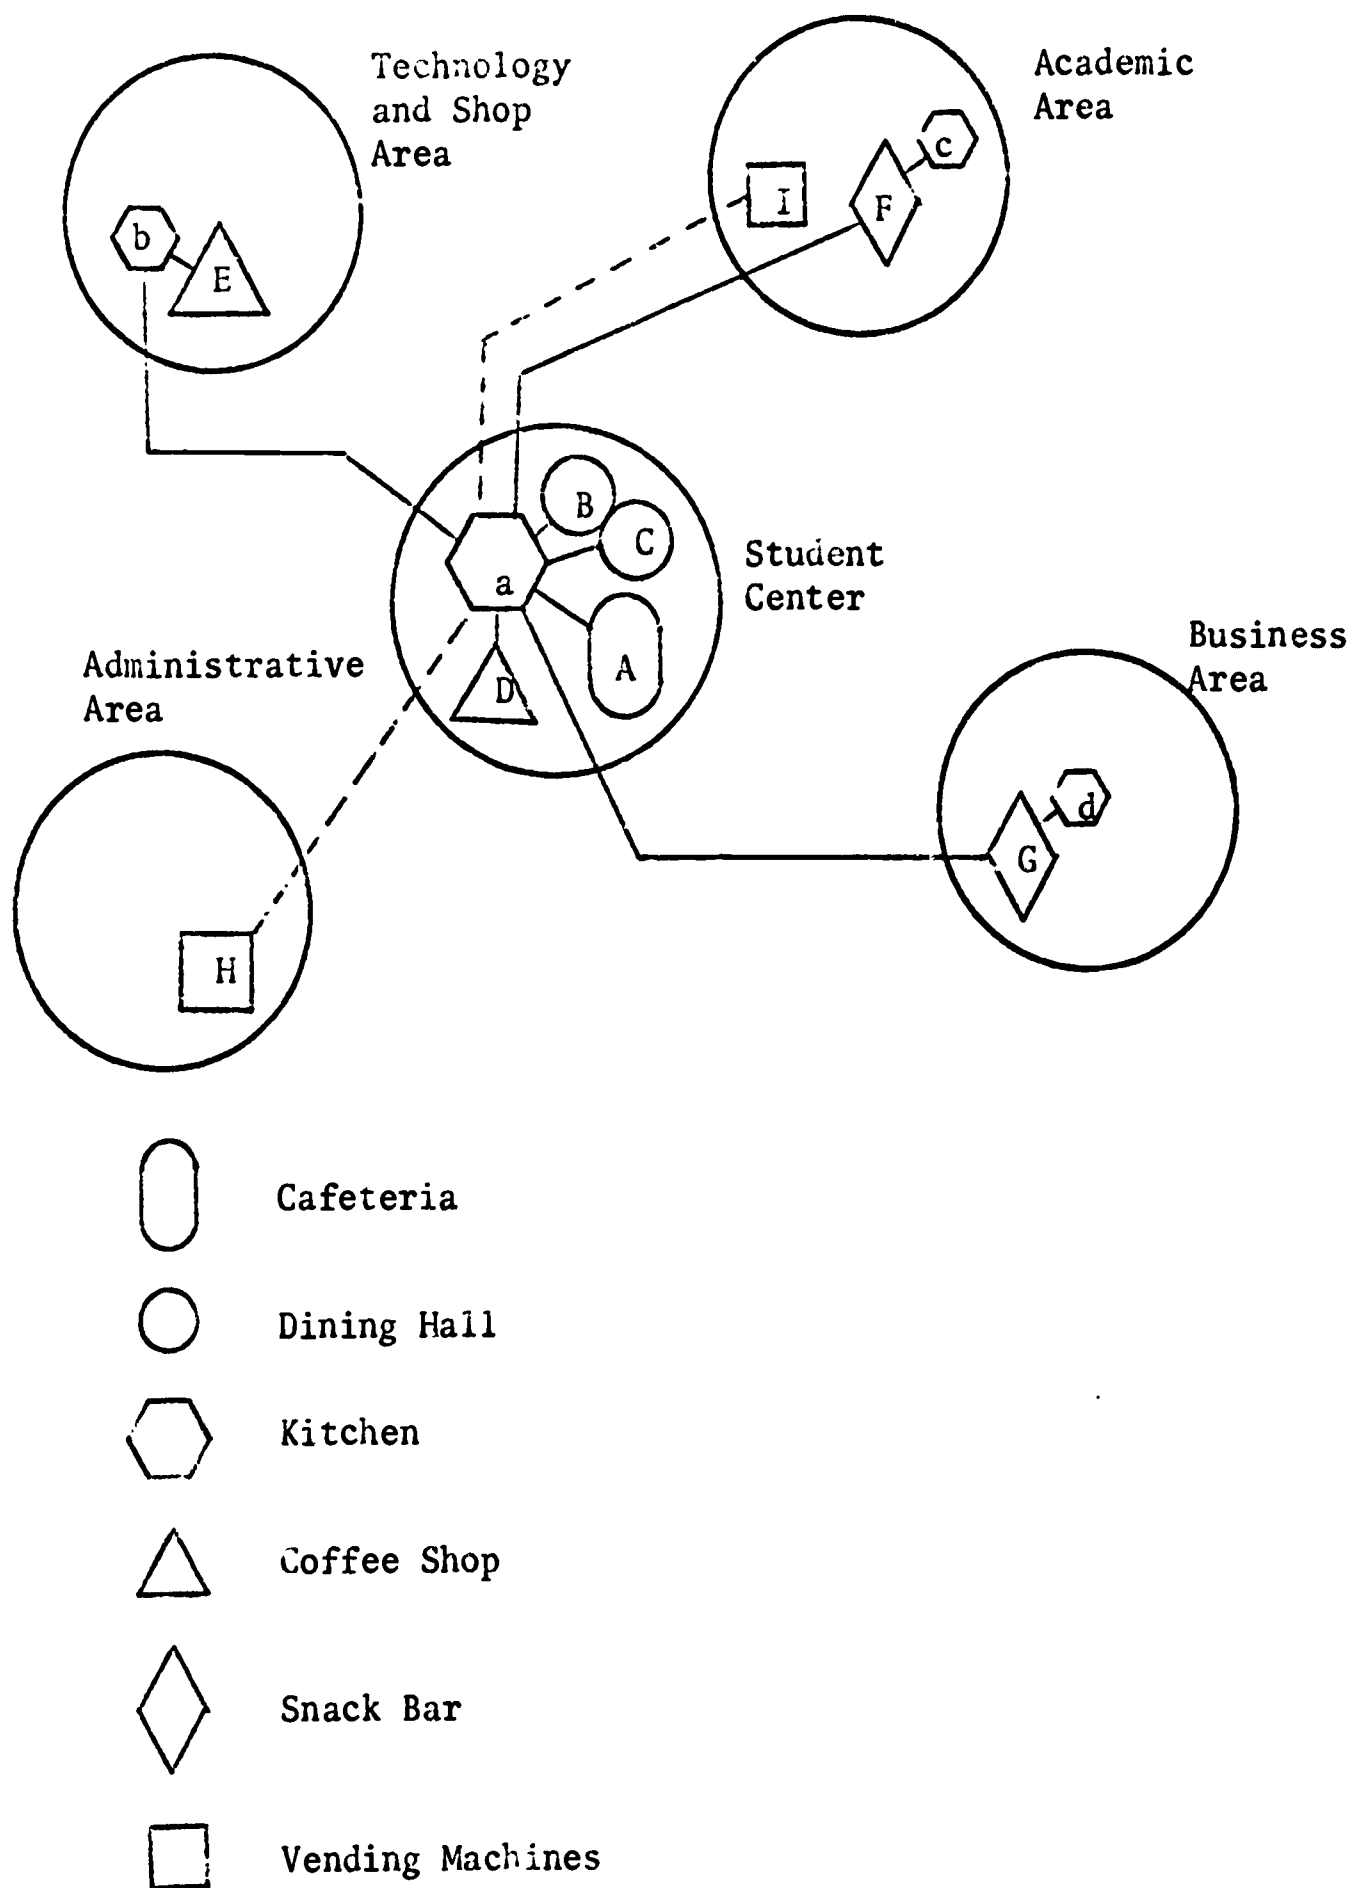 Technology
and Shop
Area
Academic
Area
c
I
F
b
E
B
C
a
Student
Center
A
D
Administrative
Area
Business
Area
d
G
H
Cafeteria
Dining Hall
Kitchen
Coffee Shop
Snack Bar
Vending Machines